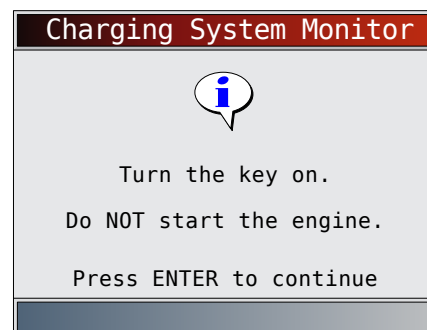 Charging System Monitor
i
Turn the key on.
Do NOT start the engine.
Press ENTER to continue